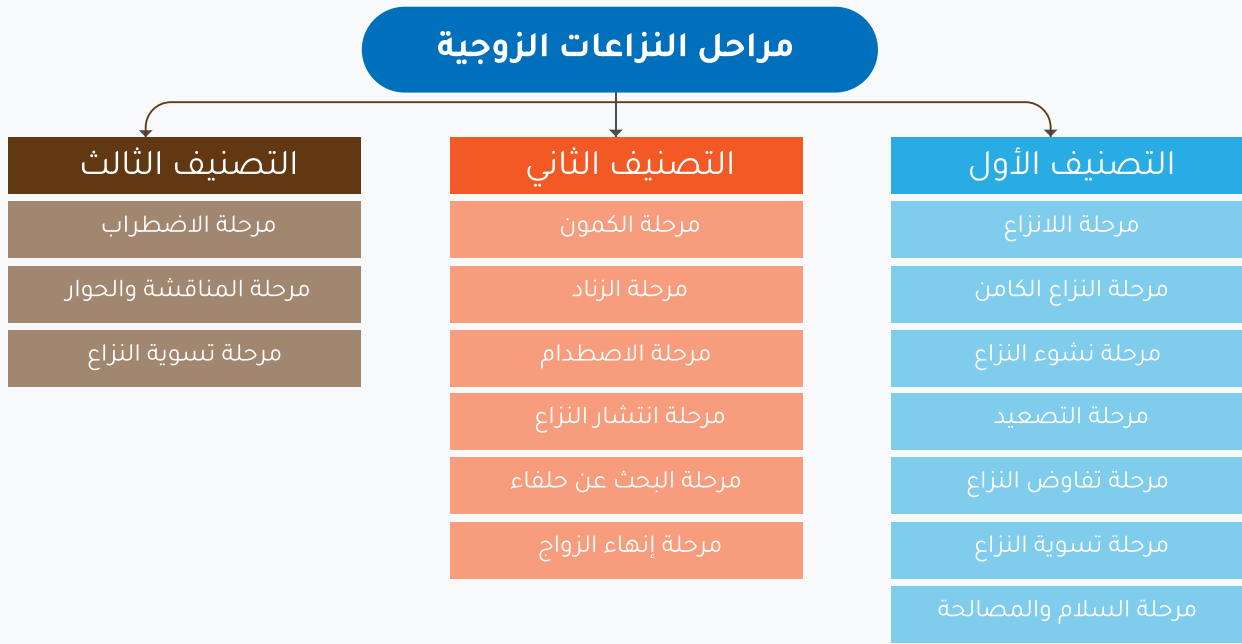 مراحل النزاعات الزوجية
التصنيف الأول
مرحلة اللانزاع
مرحلة النزاع الكامن
مرحلة نشوء النزاع
مرحلة التصعيد
مرحلة تفاوض النزاع
مرحلة تسوية النزاع
مرحلة السلام والمصالحة
التصنيف الثاني
مرحلة الكمون
مرحلة الزناد
مرحلة الاصطدام
مرحلة انتشار النزاع
مرحلة البحث عن حلفاء
مرحلة إنهاء الزواج
التصنيف الثالث
مرحلة الاضطراب
مرحلة المناقشة والحوار
مرحلة تسوية النزاع